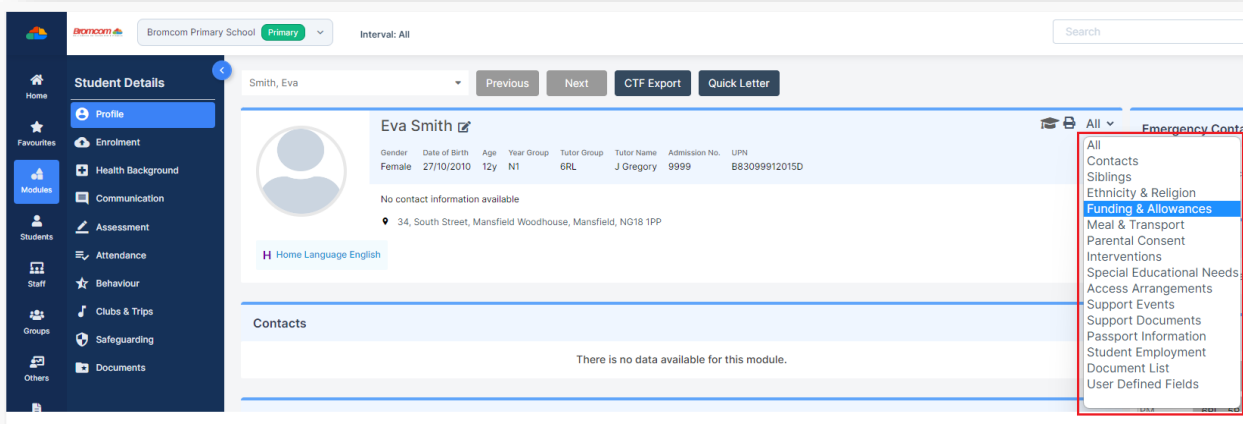 Bromcom
Bromcom Primary School Primary
Interval: All
Search
Home
Favourites
Modules
Students
Staff
Groups
Others
Student Details
Profile
Enrolment
Health Background
Communication
Assessment
Attendance
Behaviour
Clubs & Trips
Safeguarding
Documents
Smith, Eva
Previous
Next
CTF Export
Quick Letter
Eva Smith
All
Gender Date of Birth Age Year Group Tutor Group Tutor Name Admission No. UPN
Female 27/10/2010 12y N1 6RL J Gregory 9999 B83099912015D
No contact information available
34, South Street, Mansfield Woodhouse, Mansfield, NG18 1PP
H Home Language English
Contacts
There is no data available for this module.
Emergency Conta
All
Contacts
Siblings
Ethnicity & Religion
Funding & Allowances
Meal & Transport
Parental Consent
Interventions
Special Educational Needs
Access Arrangements
Support Events
Support Documents
Passport Information
Student Employment
Document List
User Defined Fields